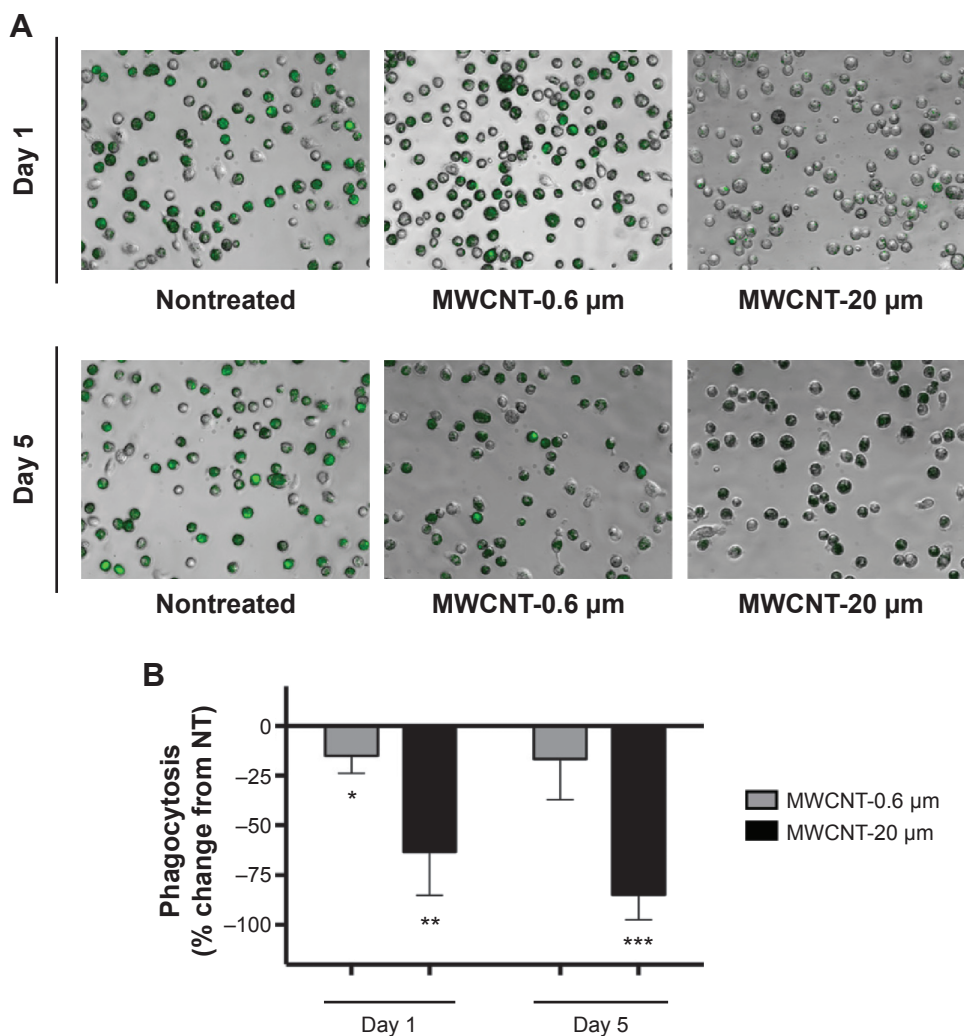 A
Day 1
Nontreated
MWCNT-0.6 µm
MWCNT-20 µm
Day 5
Nontreated
MWCNT-0.6 µm
MWCNT-20 µm
B
Phagocytosis
(% change from NT)
0
–25
–50
–75
–100
*
**
***
Day 1
Day 5
MWCNT-0.6 µm
MWCNT-20 µm